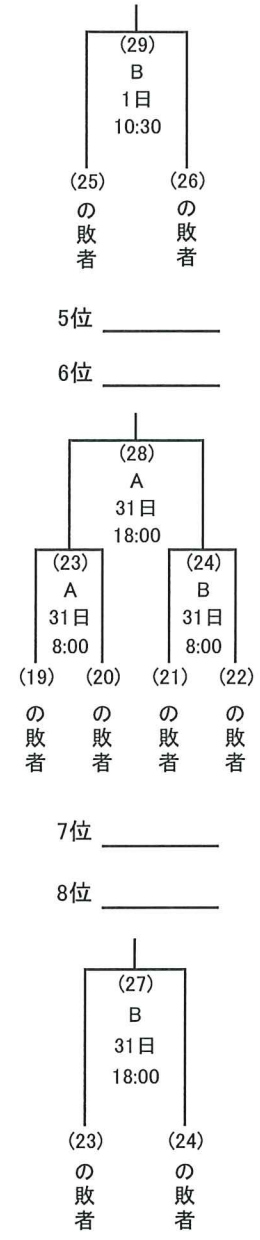 (29)
B
1日
10:30
(25) (26)
の敗者 の敗者
5位
6位
(28)
A
31日
18:00
(23) (24)
A B
31日 31日
8:00 8:00
(19) (20) (21) (22)
の敗者 の敗者 の敗者 の敗者
7位
8位
(27)
B
31日
18:00
(23) (24)
の敗者 の敗者